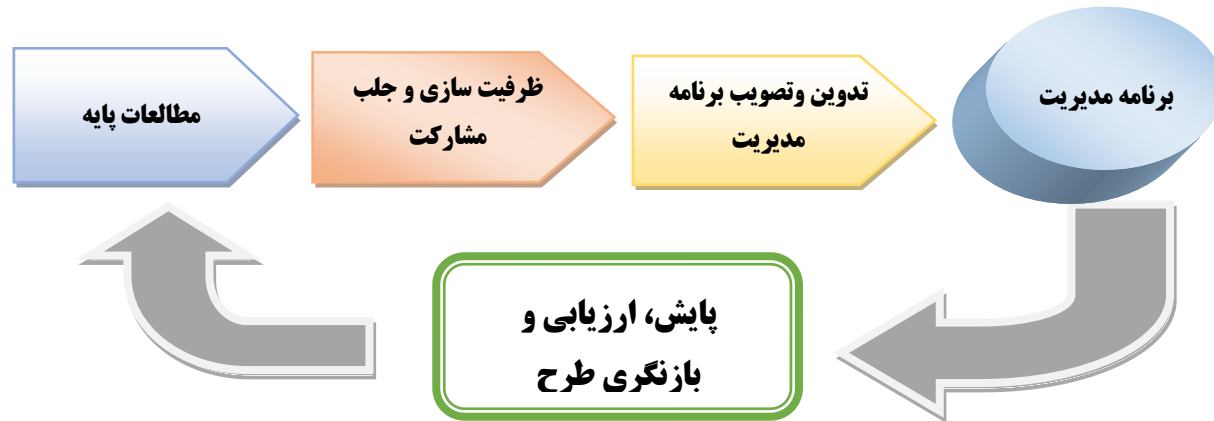 مطالعات پایه
ظرفیت سازی و جلب
مشارکت
تدوین وتصویب برنامه
مدیریت
برنامه مدیریت
پایش، ارزیابی و
بازنگری طرح